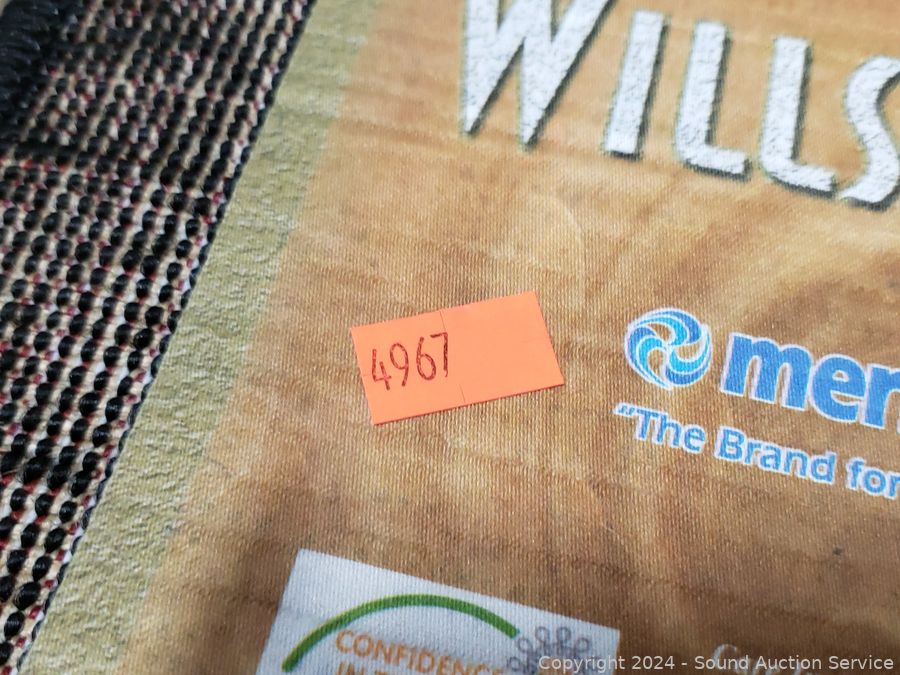 WILLS
4967
mer
"The Brand for
CONFIDENCE
Copyright © 2024 - Sound Auction Service